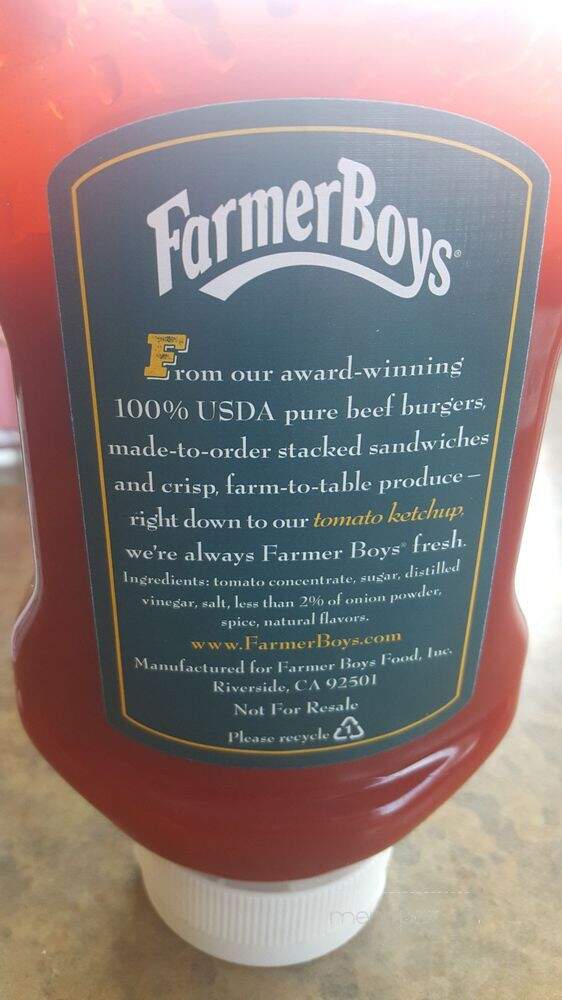 FarmerBoys®
From our award-winning
100% USDA pure beef burgers,
made-to-order stacked sandwiches
and crisp, farm-to-table produce –
right down to our tomato ketchup,
we're always Farmer Boys® fresh.
Ingredients: tomato concentrate, sugar, distilled
vinegar, salt, less than 2% of onion powder,
spice, natural flavors.
www.FarmerBoys.com
Manufactured for Farmer Boys Food, Inc.
Riverside, CA 92501
Not For Resale
Please recycle 1